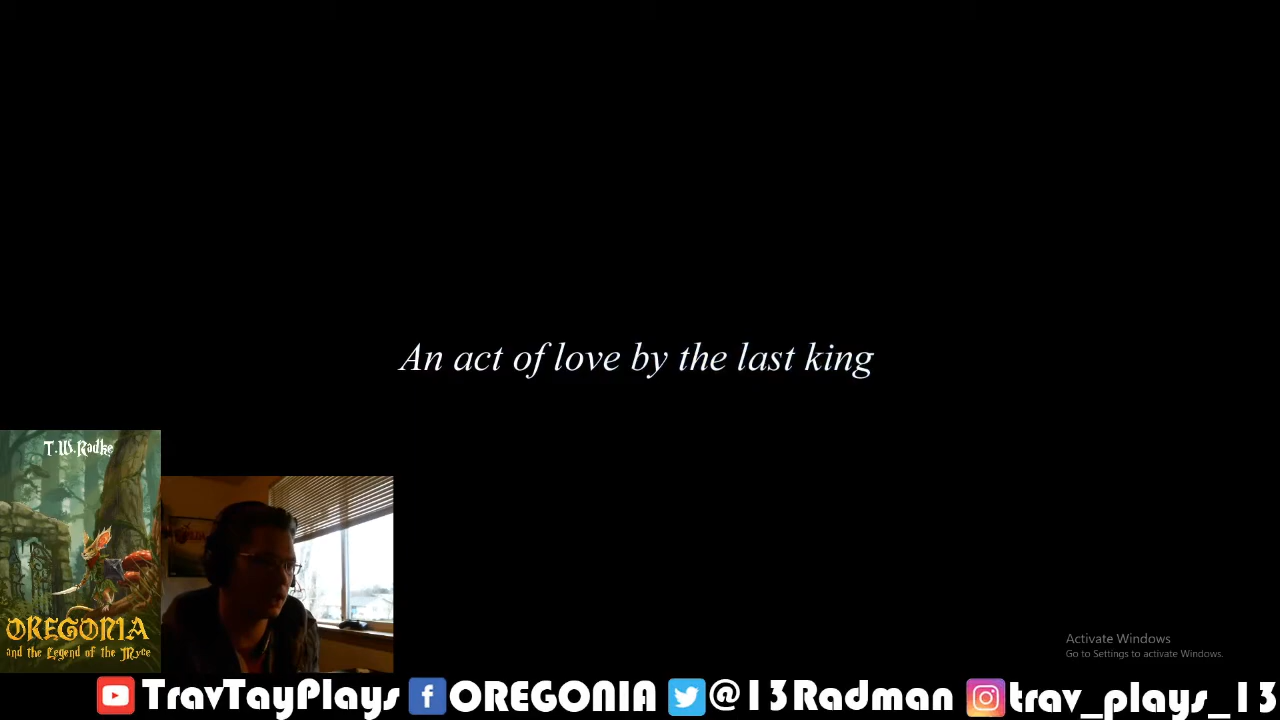 An act of love by the last king
T.W.Radke
OREGONIA
and the Legend of the Myce
Activate Windows
Go to Settings to activate Windows.
TravTayPlays OREGONIA @13Radman trav_plays_13